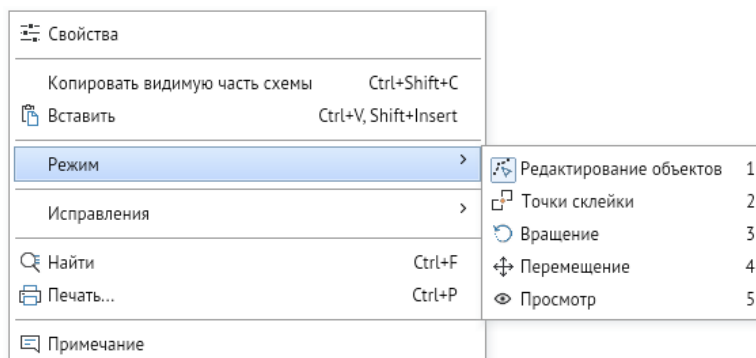 Свойства
Копировать видимую часть схемы Ctrl+Shift+C
Вставить Ctrl+V, Shift+Insert
Режим
Редактирование объектов 1
Точки склейки 2
Исправления
Вращение 3
Найти Ctrl+F
Перемещение 4
Печать... Ctrl+P
Просмотр 5
Примечание